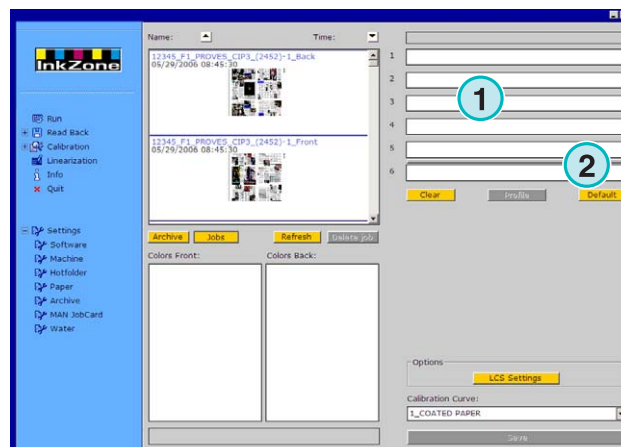 InkZone
Run
Read Back
Calibration
Linearization
Info
Quit
Settings
Software
Machine
Hotfolder
Paper
Archive
MAN JobCard
Water
Name:
Time:
12345_F1_PROVES_CIP3_(2452)-1_Back
05/29/2006 08:45:30
12345_F1_PROVES_CIP3_(2452)-1_Front
05/29/2006 08:45:30
Archive
Jobs
Refresh
Delete job
Colors Front:
Colors Back:
1
2
3
4
5
6
1
2
Clear
Profile
Default
Options
LCS Settings
Calibration Curve:
1_COATED PAPER
Save